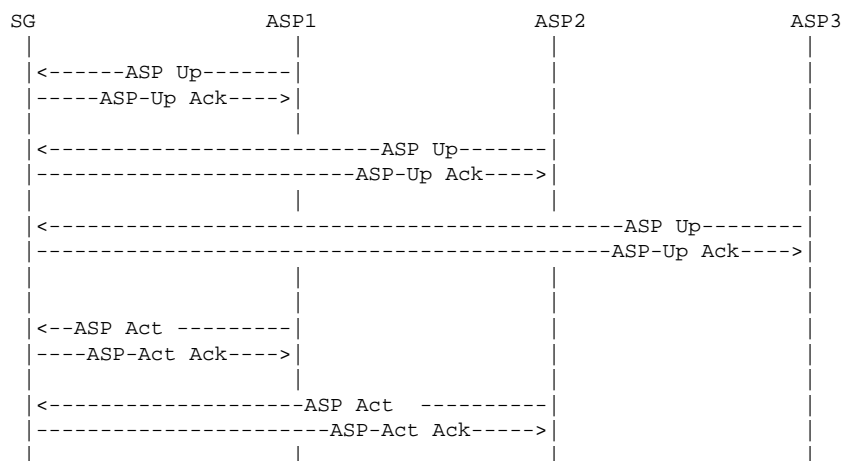 SG ASP1 ASP2 ASP3
|<------ASP Up-------|
|-----ASP-Up Ack---->|
|<--------------------------ASP Up-------|
|-------------------------ASP-Up Ack---->|
|<---------------------------------------------ASP Up--------|
|---------------------------------------------ASP-Up Ack---->|
|<--ASP Act ---------|
|----ASP-Act Ack---->|
|<--------------------ASP Act ----------|
|-----------------------ASP-Act Ack----->|